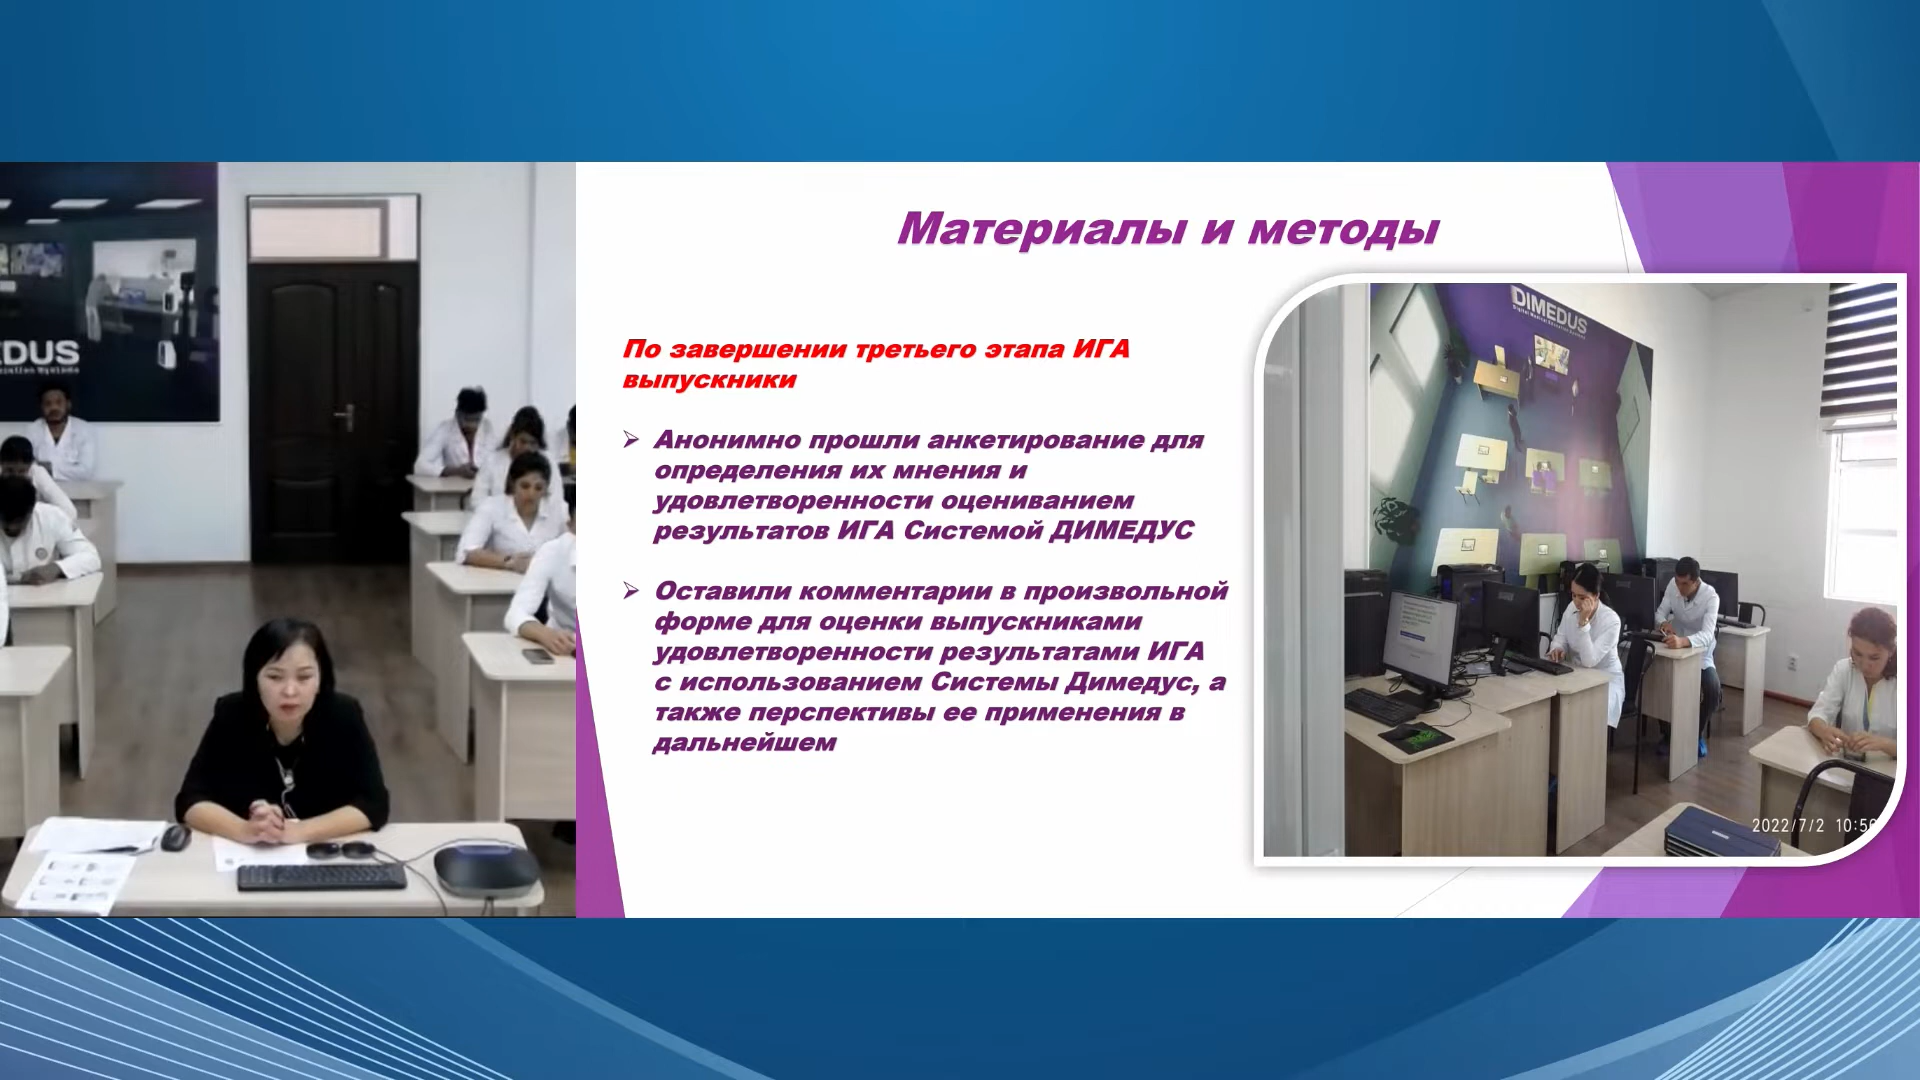 Материалы и методы
По завершении третьего этапа ИГА
выпускники
Анонимно прошли анкетирование для
определения их мнения и
удовлетворенности оцениванием
результатов ИГА Системой ДИМЕДУС
Оставили комментарии в произвольной
форме для оценки выпускниками
удовлетворенности результатами ИГА
с использованием Системы Димедус, а
также перспективы ее применения в
дальнейшем
EDUS
DIMEDUS
2022/7/2 10:56